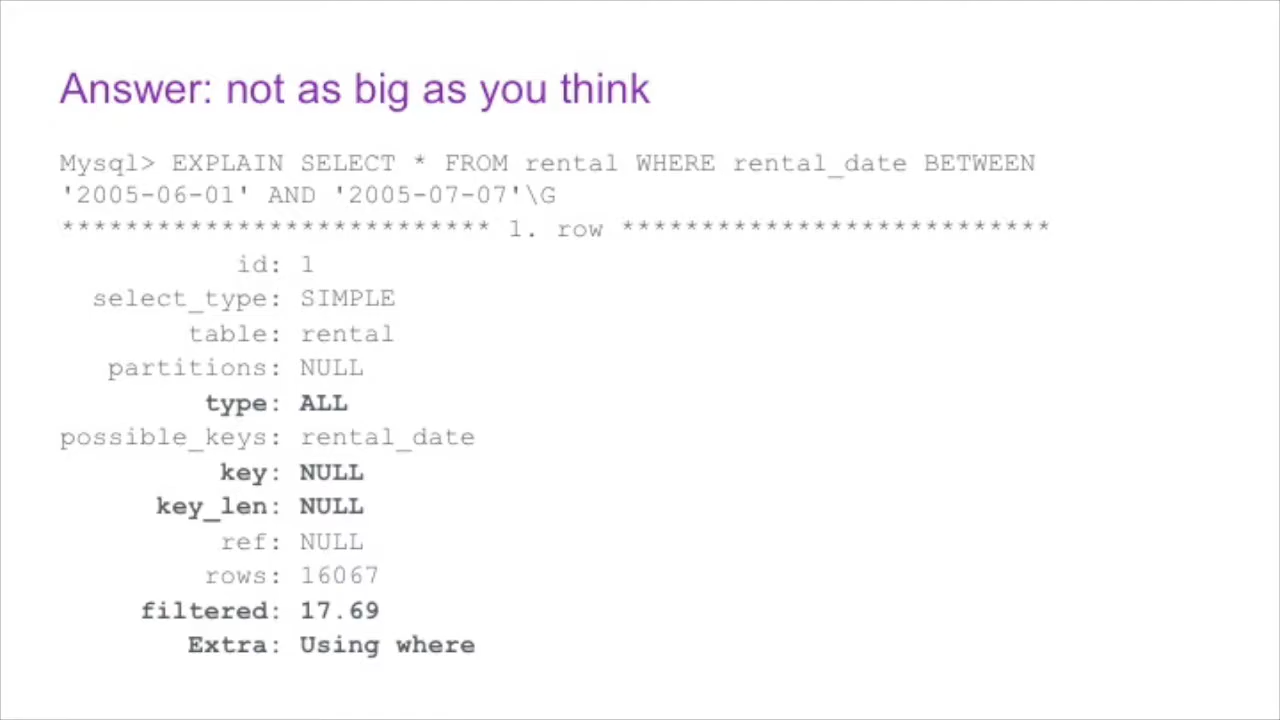 Answer: not as big as you think
Mysql> EXPLAIN SELECT * FROM rental WHERE rental_date BETWEEN
'2005-06-01' AND '2005-07-07'\G
*************************** 1. row ***************************
id: 1
select_type: SIMPLE
table: rental
partitions: NULL
type: ALL
possible_keys: rental_date
key: NULL
key_len: NULL
ref: NULL
rows: 16067
filtered: 17.69
Extra: Using where